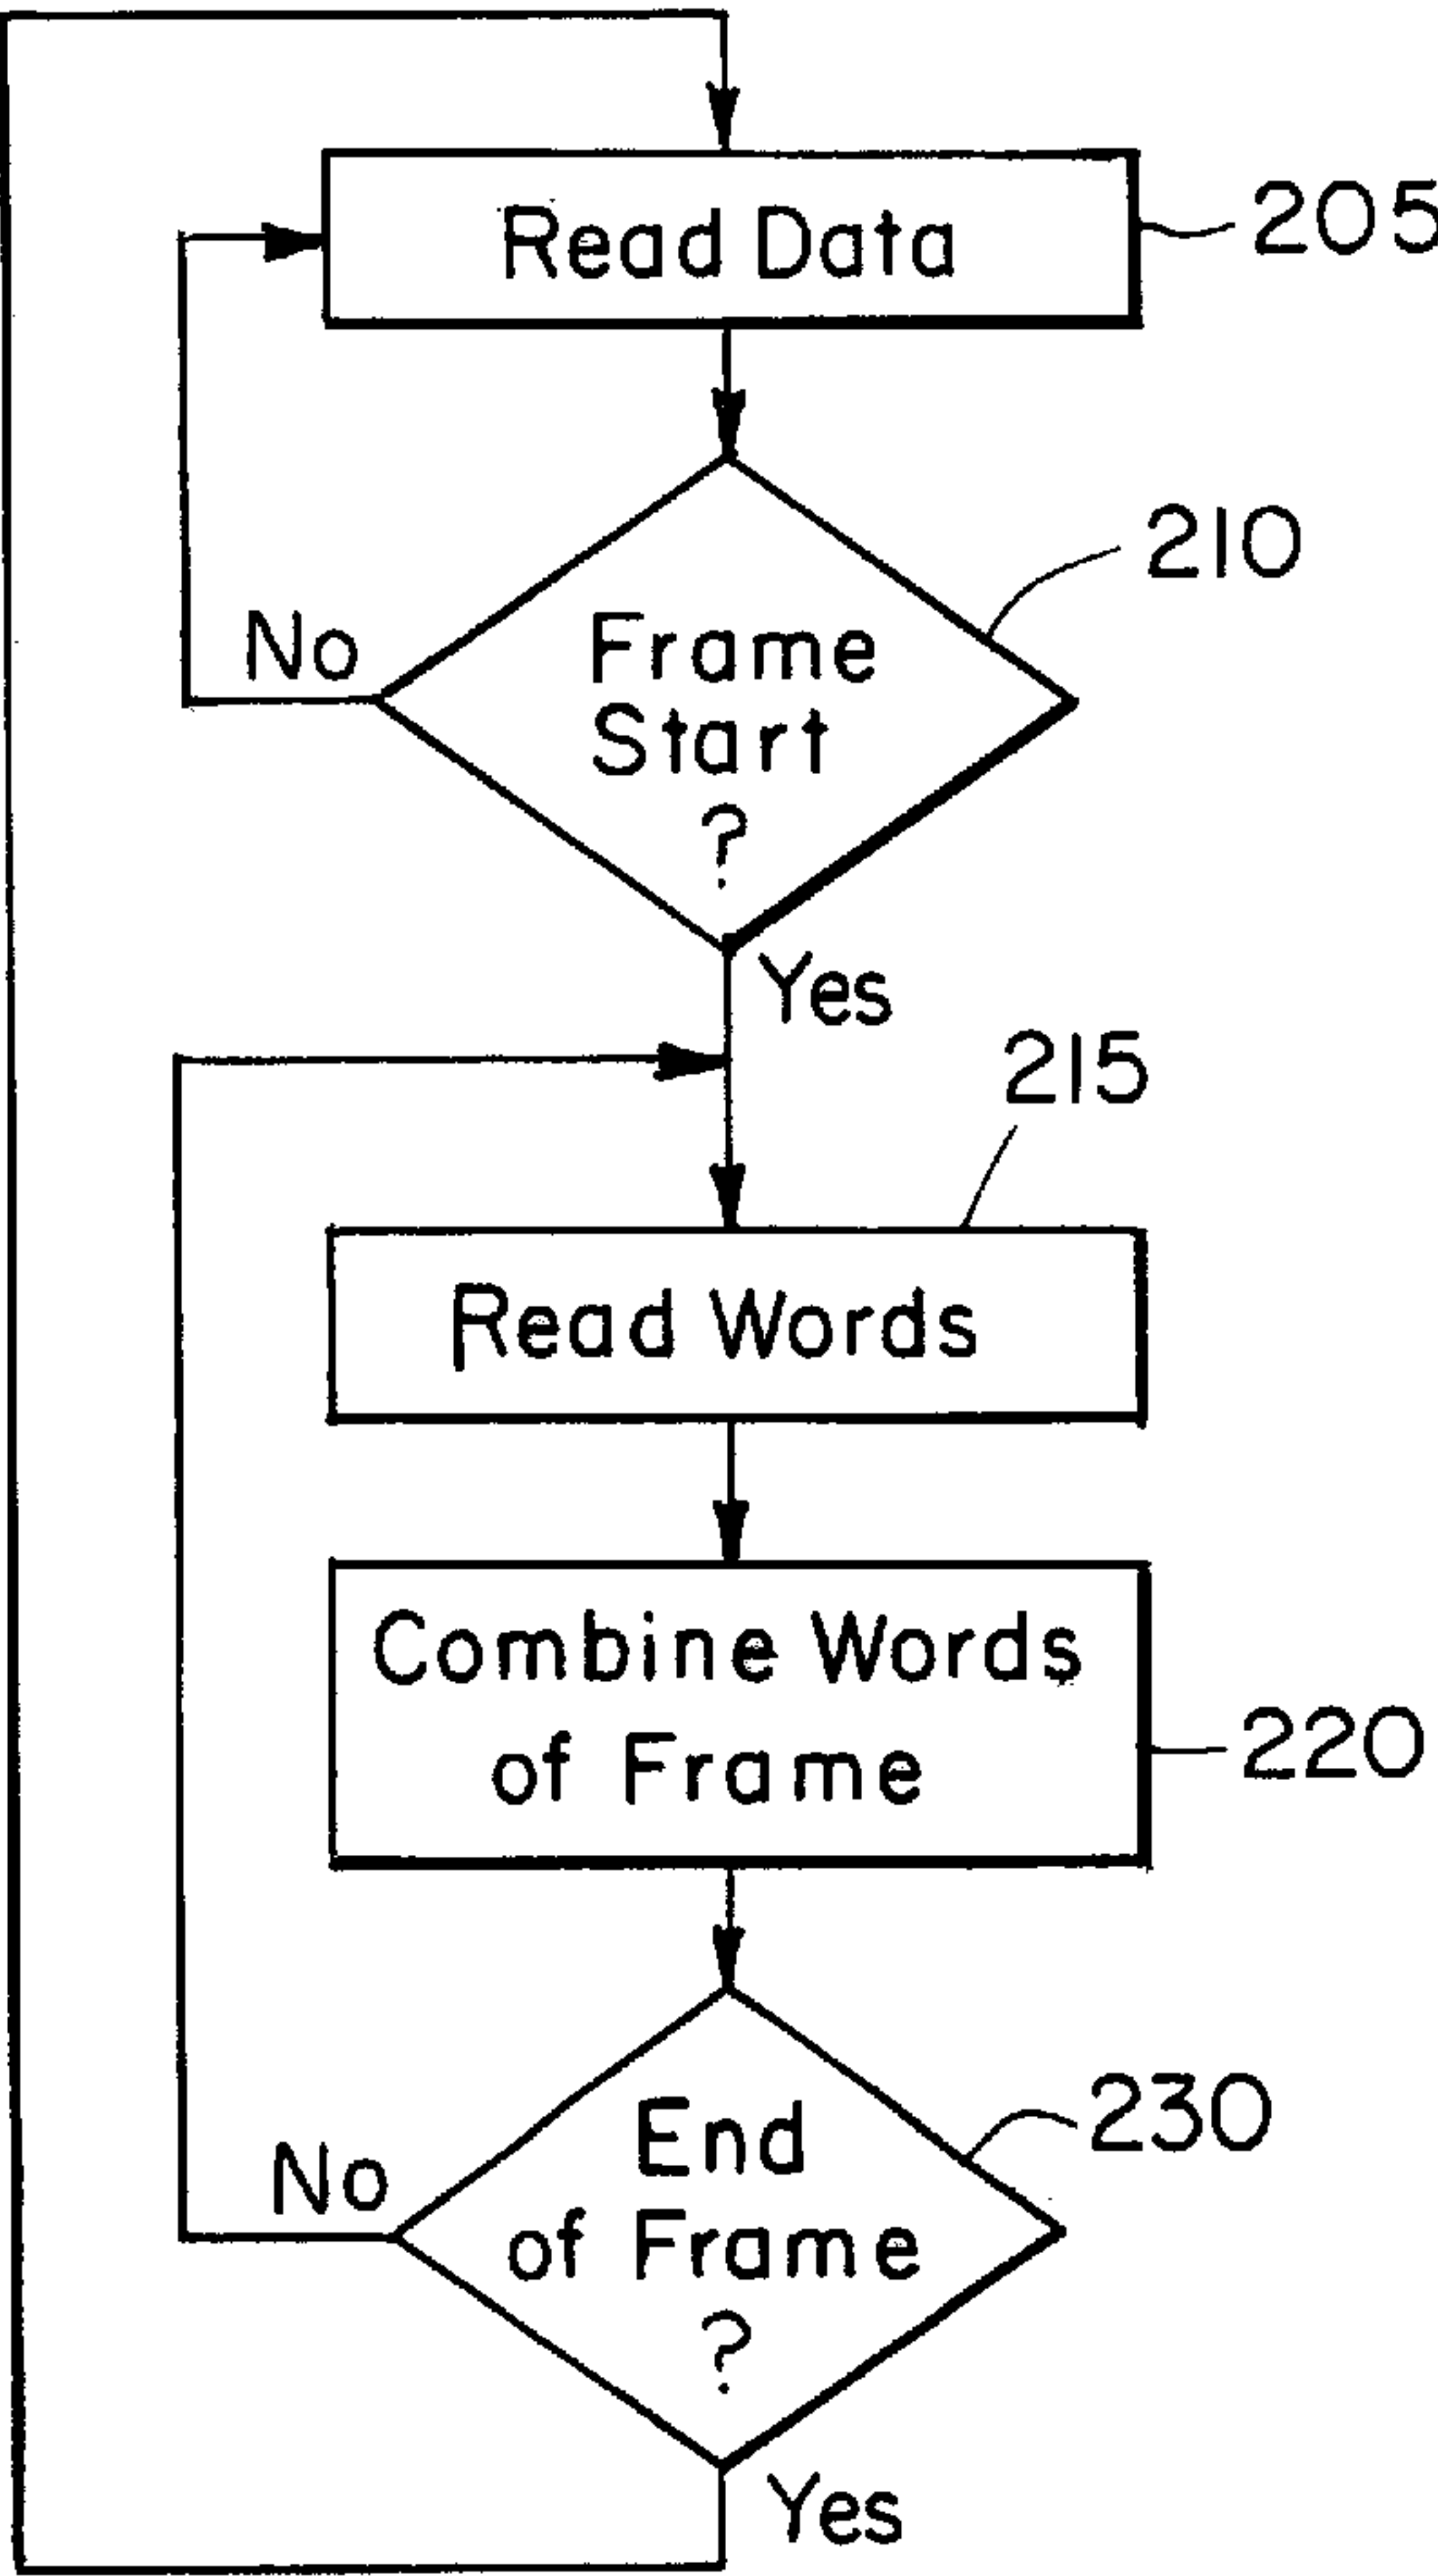 Read Data
205
210
No
Frame
Start
?
Yes
215
Read Words
Combine Words
of Frame
220
230
No
End
of Frame
?
Yes